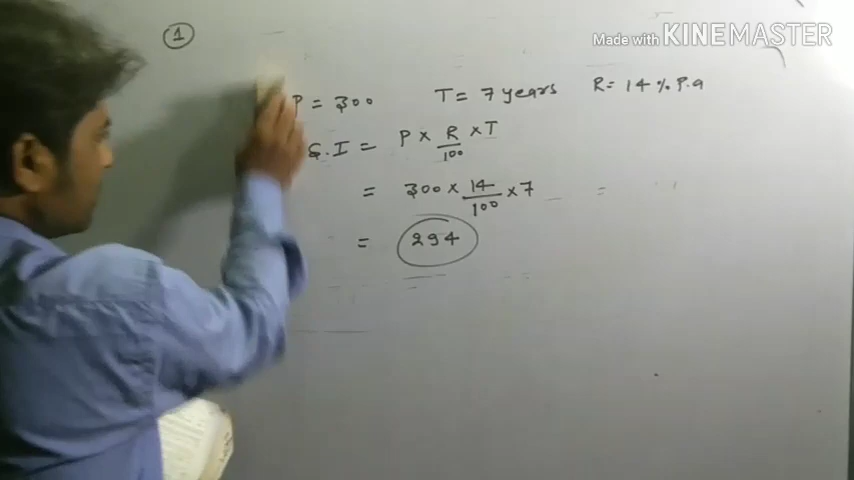 Made with KINEMASTER
1
P = 300 T = 7 years R = 14 % P.a
S.I = P × R/100 × T
= 300 × 14/100 × 7 =
= 294